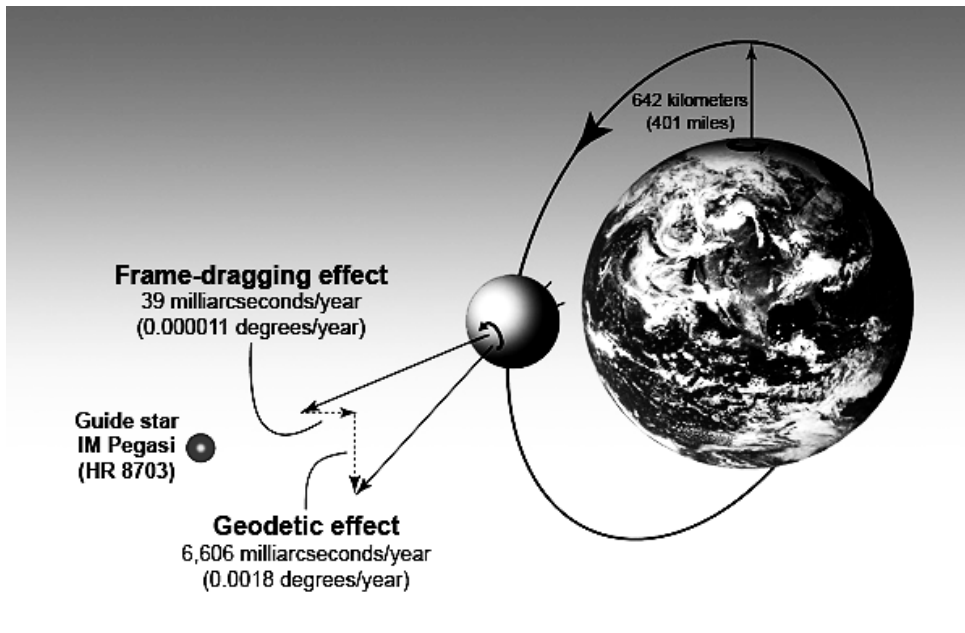 642 kilometers
(401 miles)
Frame-dragging effect
39 milliarcseconds/year
(0.000011 degrees/year)
Guide star
IM Pegasi
(HR 8703)
Geodetic effect
6,606 milliarcseconds/year
(0.0018 degrees/year)